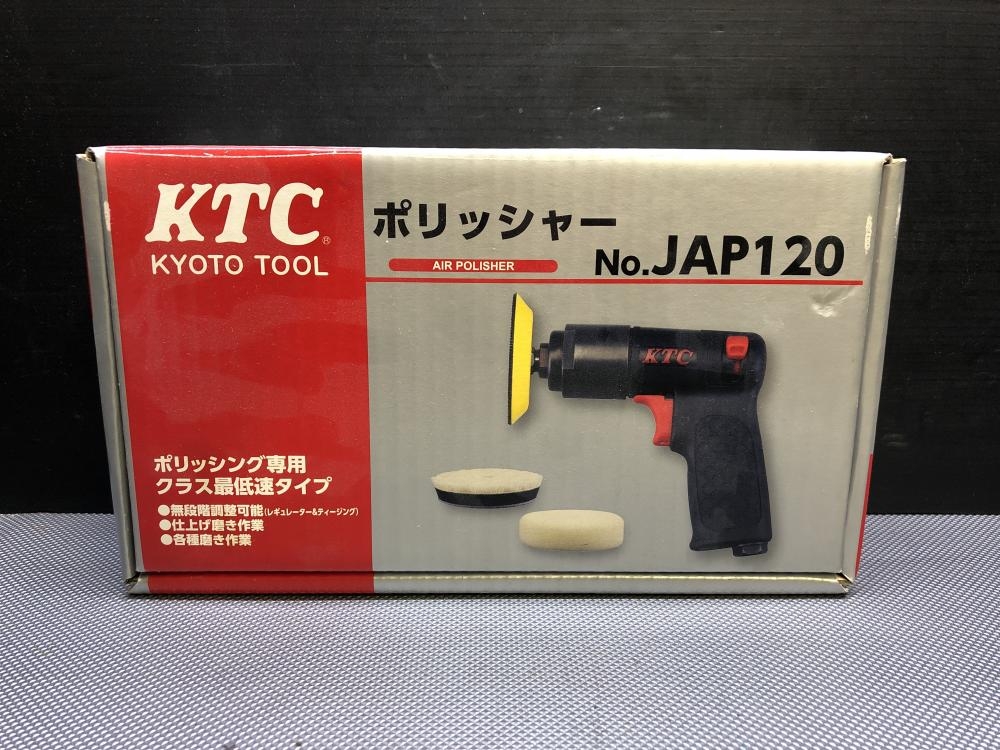 KTC®
KYOTO TOOL
ポリッシャー
AIR POLISHER
No.JAP120
KTC
ポリッシング専用
クラス最低速タイプ
●無段階調整可能(レギュレーター&ティージング)
●仕上げ磨き作業
●各種磨き作業